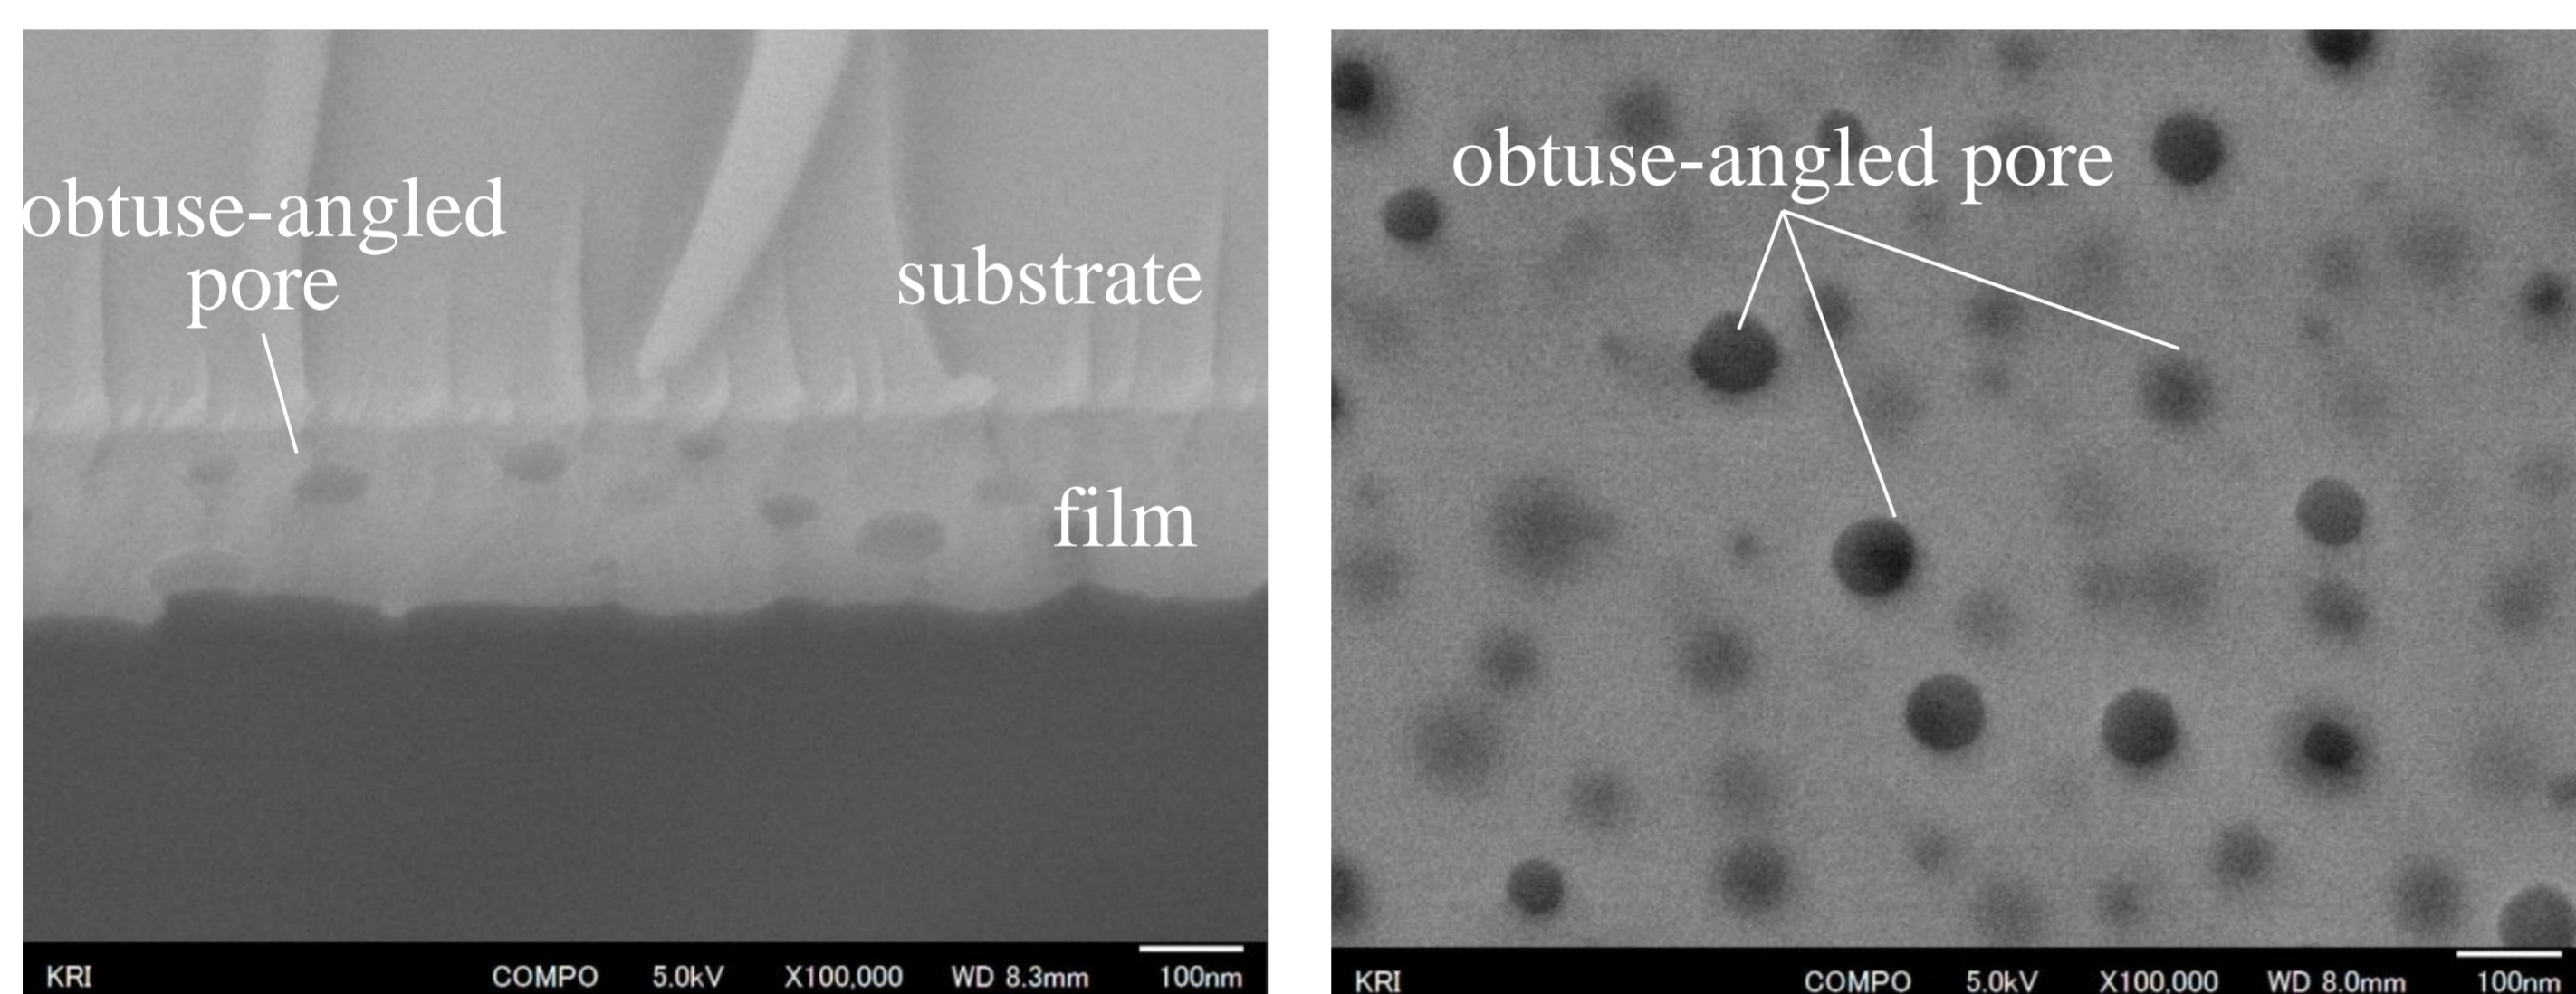 obtuse-angled
pore
substrate
film
KRI COMPO 5.0kV X100,000 WD 8.3mm 100nm
obtuse-angled pore
KRI COMPO 5.0kV X100,000 WD 8.0mm 100nm